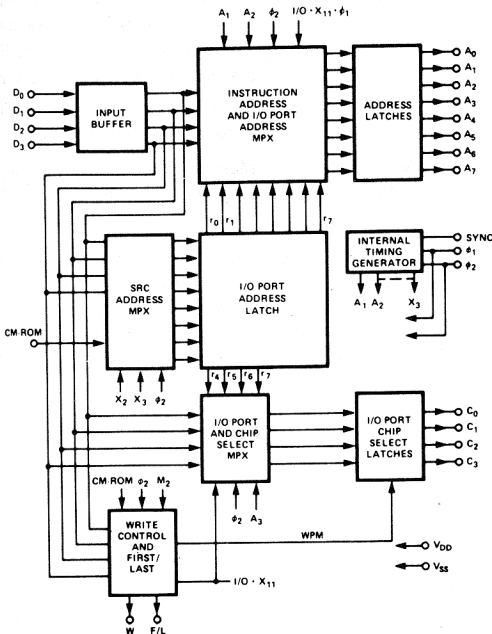 A1 A2 ϕ2 I/O · X11 · ϕ1
D0
D1
D2
D3
INPUT
BUFFER
INSTRUCTION
ADDRESS
AND I/O PORT
ADDRESS
MPX
ADDRESS
LATCHES
A0
A1
A2
A3
A4
A5
A6
A7
r0 r1 r7
SRC
ADDRESS
MPX
I/O PORT
ADDRESS
LATCH
INTERNAL
TIMING
GENERATOR
SYNC
ϕ1
ϕ2
A1 A2 X3
CM-ROM
X2 X3 ϕ2
r4 r5 r6 r7
I/O PORT
AND CHIP
SELECT
MPX
I/O PORT
CHIP
SELECT
LATCHES
C0
C1
C2
C3
ϕ2 A3
CM-ROM ϕ2 M2
WRITE
CONTROL
AND
FIRST/
LAST
WPM
I/O · X11
VDD
VSS
W F/L